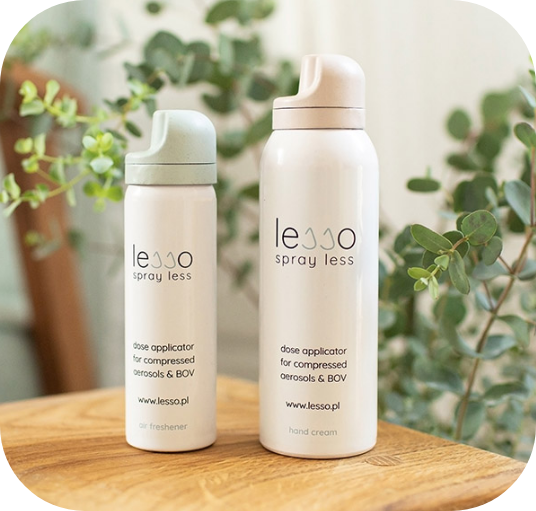 lesso
spray less
dose applicator
for compressed
aerosols & BOV
www.lesso.pl
air freshener
lesso
spray less
dose applicator
for compressed
aerosols & BOV
www.lesso.pl
hand cream